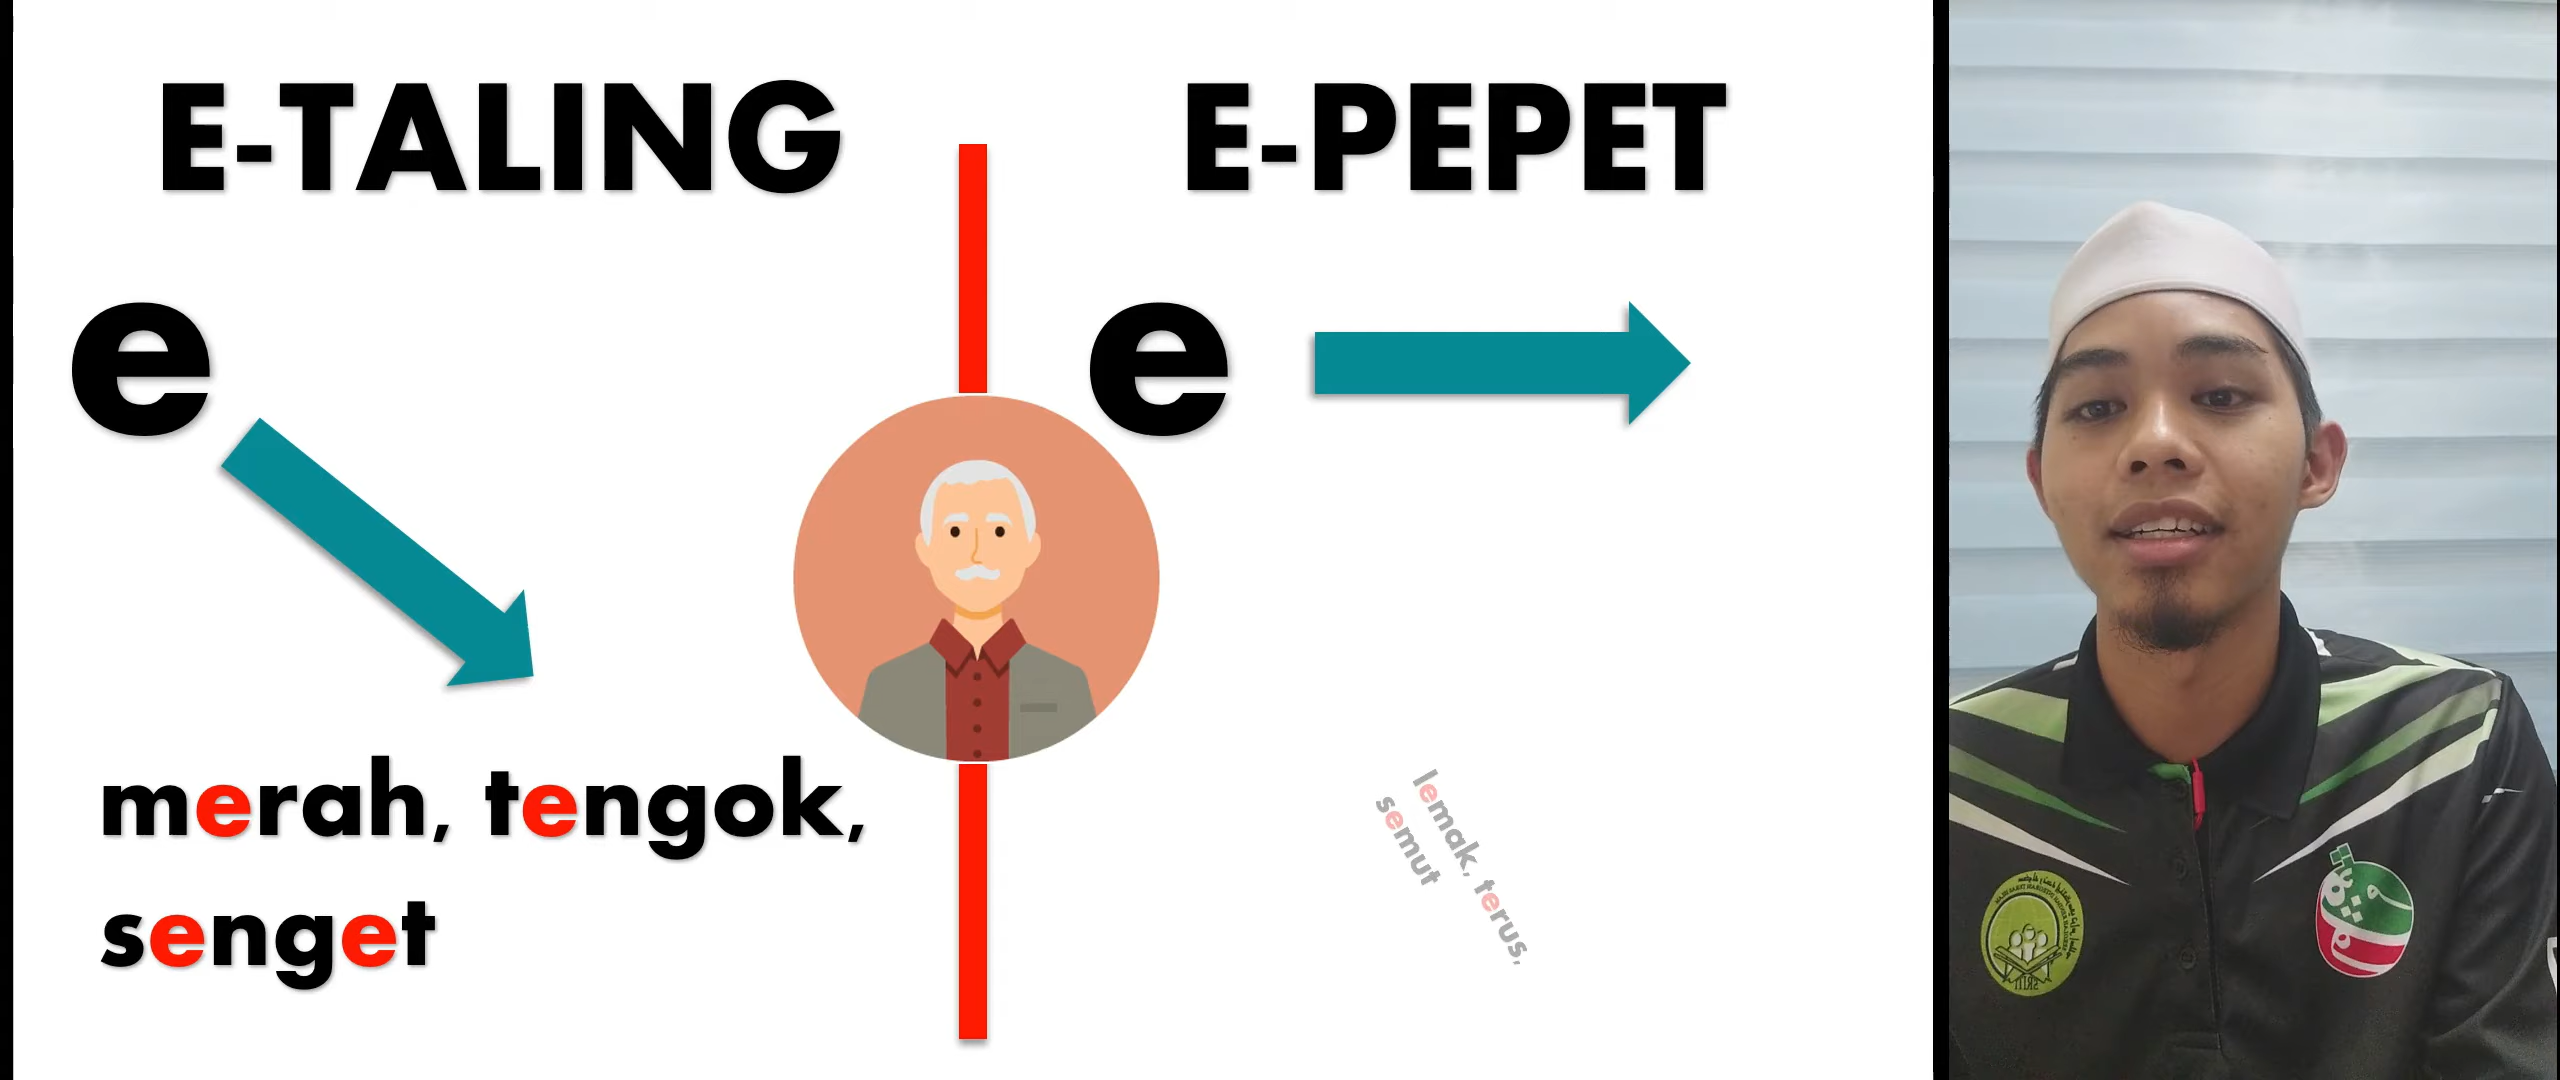 E-TALING
e
merah, tengok,
senget
E-PEPET
e
lemak, terus,
semut